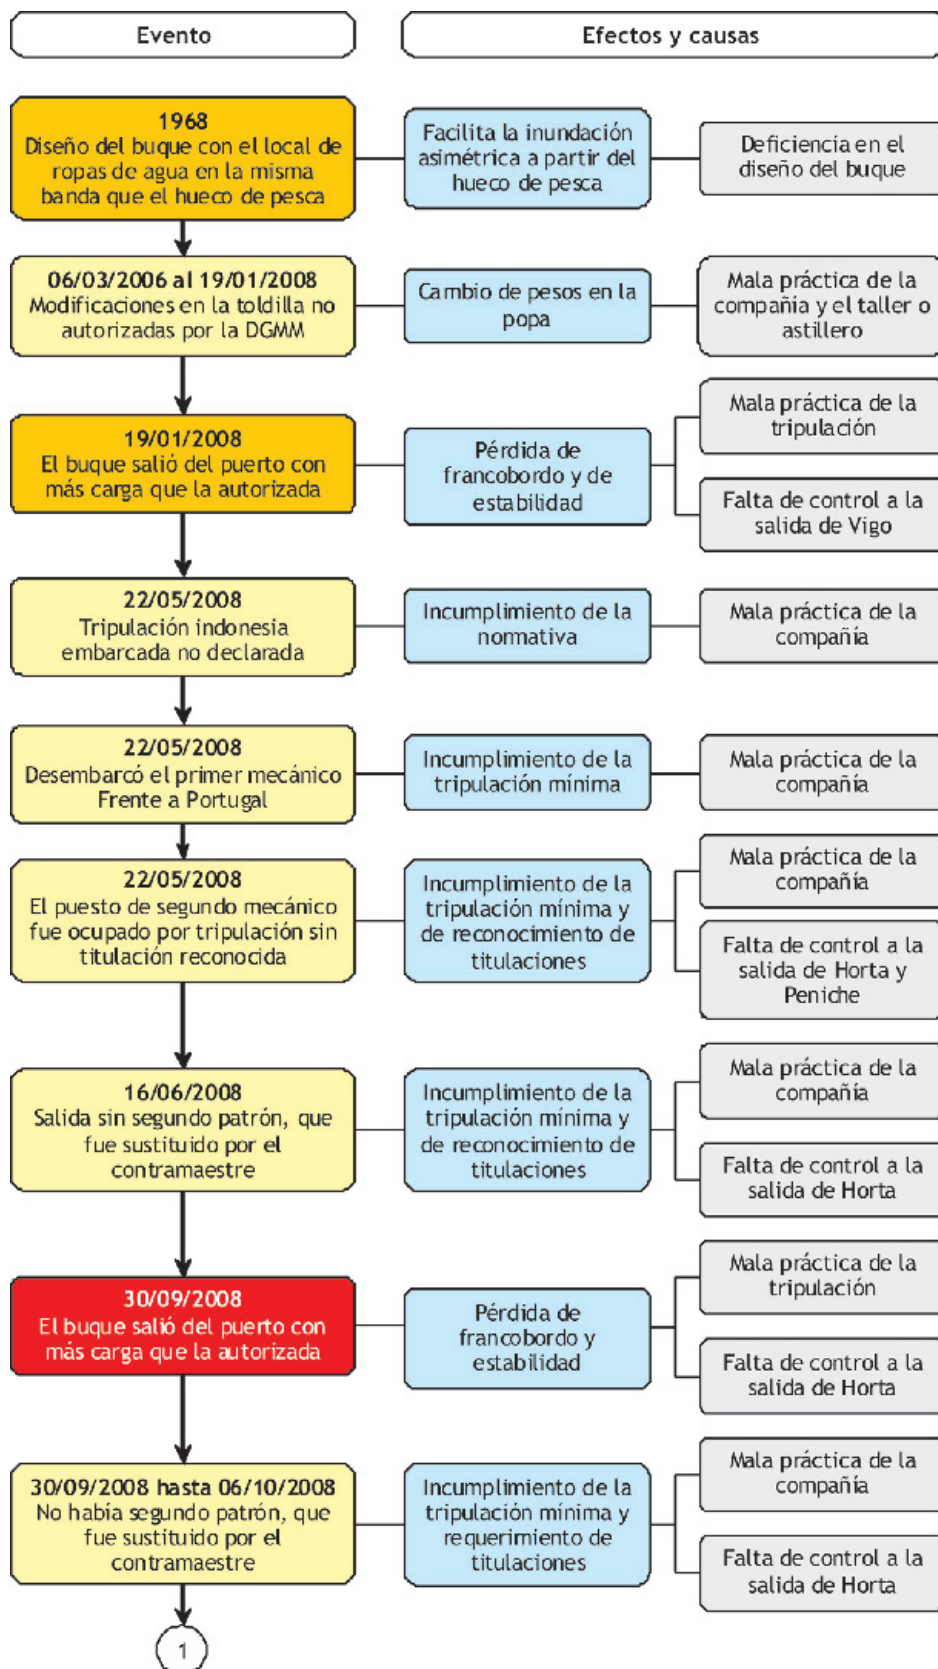 Evento
Efectos y causas
1968
Diseño del buque con el local de
ropas de agua en la misma
banda que el hueco de pesca
Facilita la inundación
asimétrica a partir del
hueco de pesca
Deficiencia en el
diseño del buque
06/03/2006 al 19/01/2008
Modificaciones en la toldilla no
autorizadas por la DGMM
Cambio de pesos en la
popa
Mala práctica de la
compañía y el taller o
astillero
19/01/2008
El buque salió del puerto con
más carga que la autorizada
Pérdida de
francobordo y de
estabilidad
Mala práctica de la
tripulación
Falta de control a la
salida de Vigo
22/05/2008
Tripulación indonesia
embarcada no declarada
Incumplimiento de la
normativa
Mala práctica de la
compañía
22/05/2008
Desembarcó el primer mecánico
Frente a Portugal
Incumplimiento de la
tripulación mínima
Mala práctica de la
compañía
22/05/2008
El puesto de segundo mecánico
fue ocupado por tripulación sin
titulación reconocida
Incumplimiento de la
tripulación mínima y
de reconocimiento de
titulaciones
Mala práctica de la
compañía
Falta de control a la
salida de Horta y
Peniche
16/06/2008
Salida sin segundo patrón, que
fue sustituido por el
contramaestre
Incumplimiento de la
tripulación mínima y
de reconocimiento de
titulaciones
Mala práctica de la
compañía
Falta de control a la
salida de Horta
30/09/2008
El buque salió del puerto con
más carga que la autorizada
Pérdida de
francobordo y
estabilidad
Mala práctica de la
tripulación
Falta de control a la
salida de Horta
30/09/2008 hasta 06/10/2008
No había segundo patrón, que
fue sustituido por el
contramaestre
Incumplimiento de la
tripulación mínima y
requerimiento de
titulaciones
Mala práctica de la
compañía
Falta de control a la
salida de Horta
1